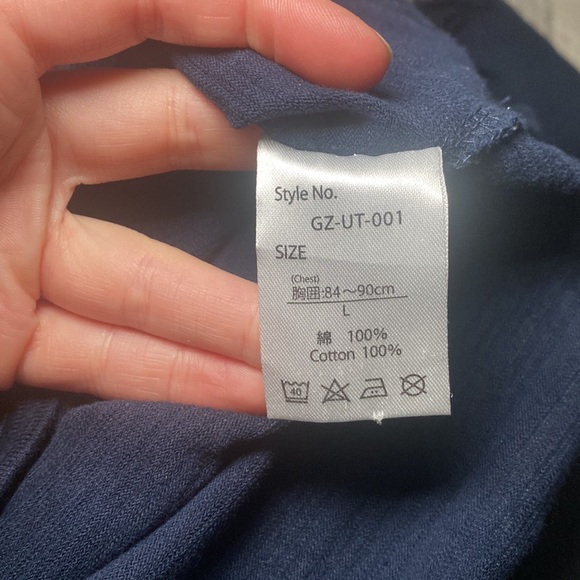 Style No.
GZ-UT-001
SIZE
(Chest)
胸囲:84～90cm
L
綿 100%
Cotton 100%
40